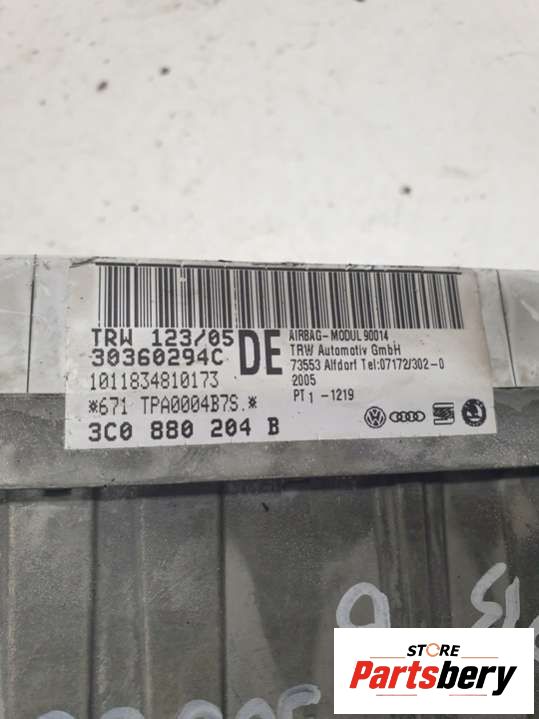 TRW 123/05
30360294C
DE
1011834810173
*671 TPA0004B7S.*
3C0 880 204 B
AIRBAG-MODUL 90014
TRW Automotiv GmbH
73553 Alfdorf Tel:07172/302-0
2005
PT1 -1219
STORE
Partsbery